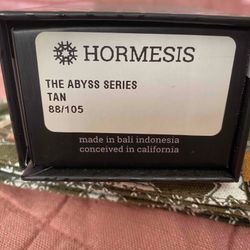 HORMESIS
THE ABYSS SERIES
TAN
88/105
made in bali indonesia
conceived in california